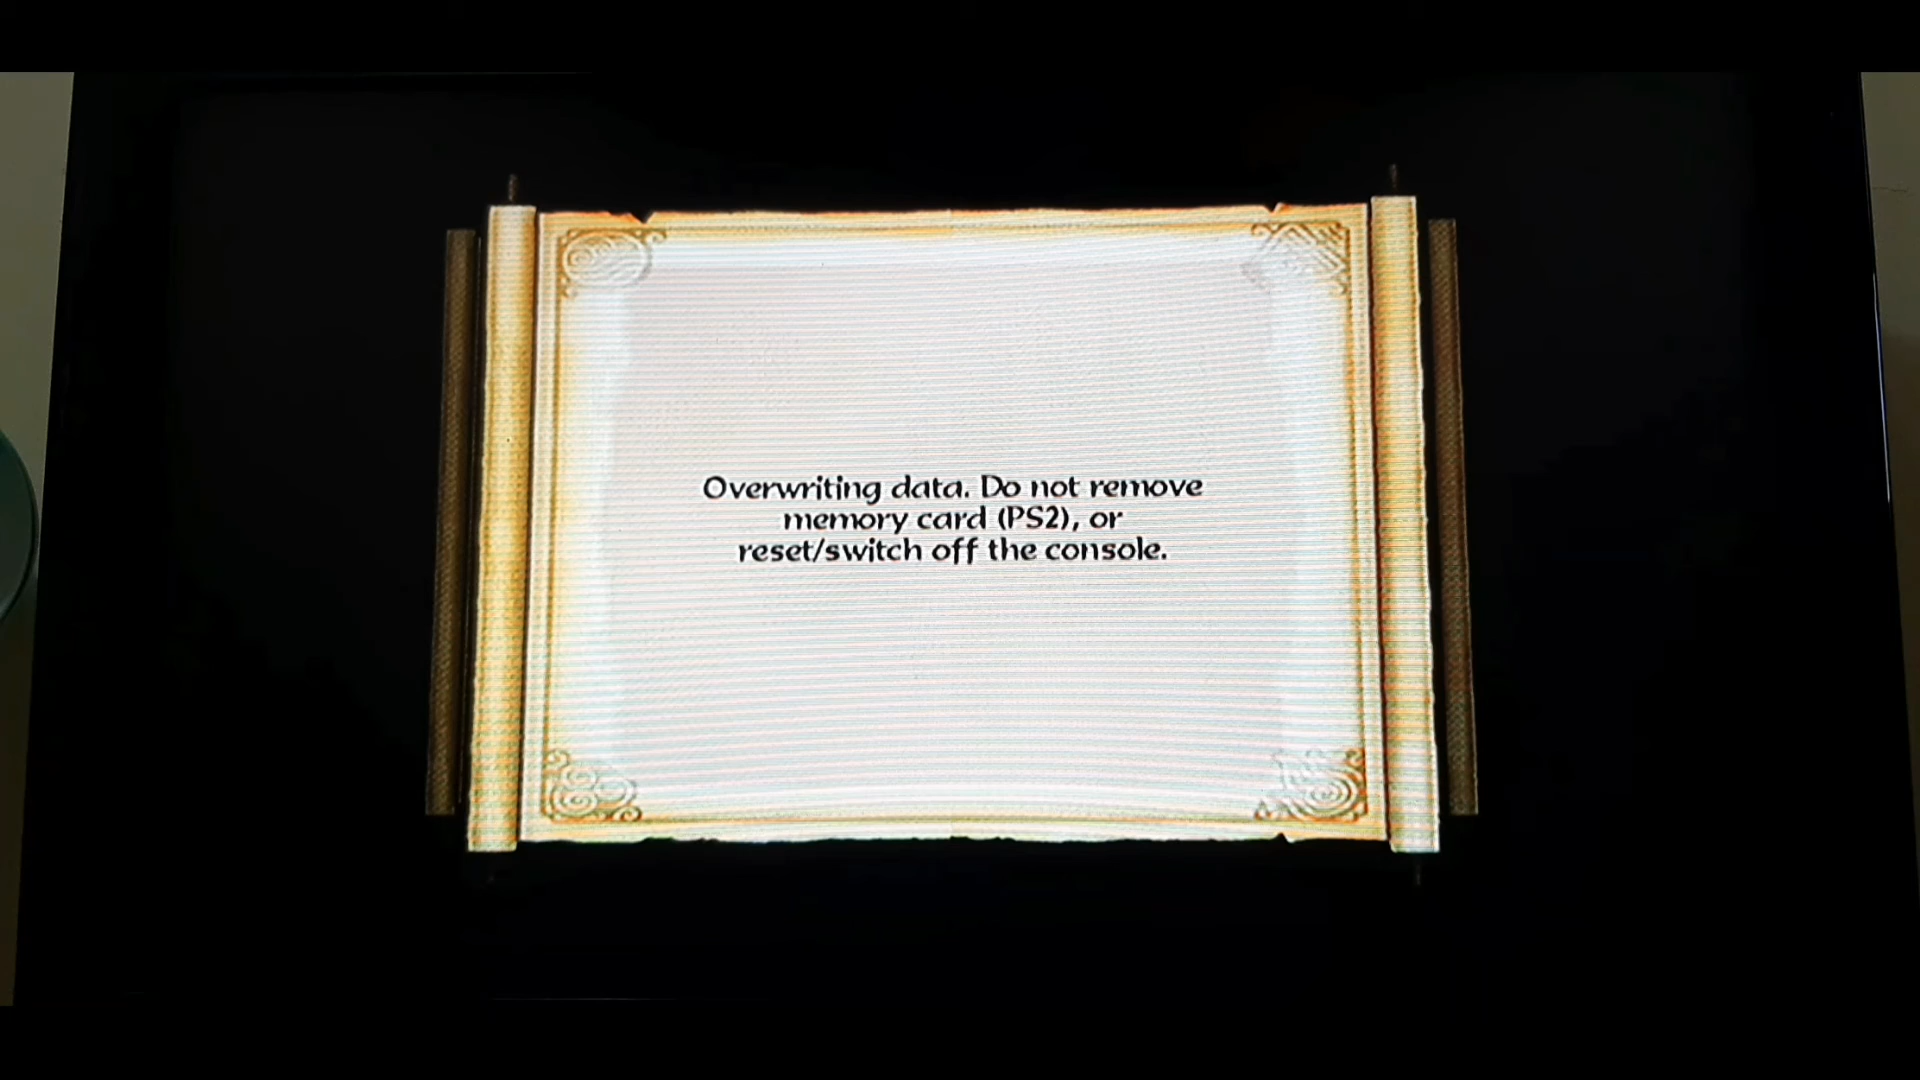 Overwriting data. Do not remove
memory card (PS2), or
reset/switch off the console.